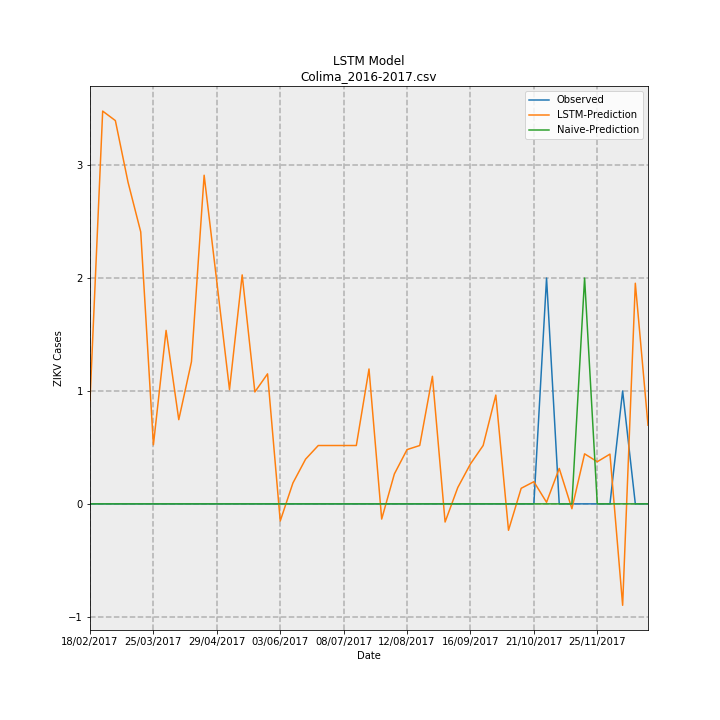 LSTM Model
Colima_2016-2017.csv
Observed
LSTM-Prediction
Naive-Prediction
ZIKV Cases
3
2
1
0
−1
18/02/2017 25/03/2017 29/04/2017 03/06/2017 08/07/2017 12/08/2017 16/09/2017 21/10/2017 25/11/2017
Date